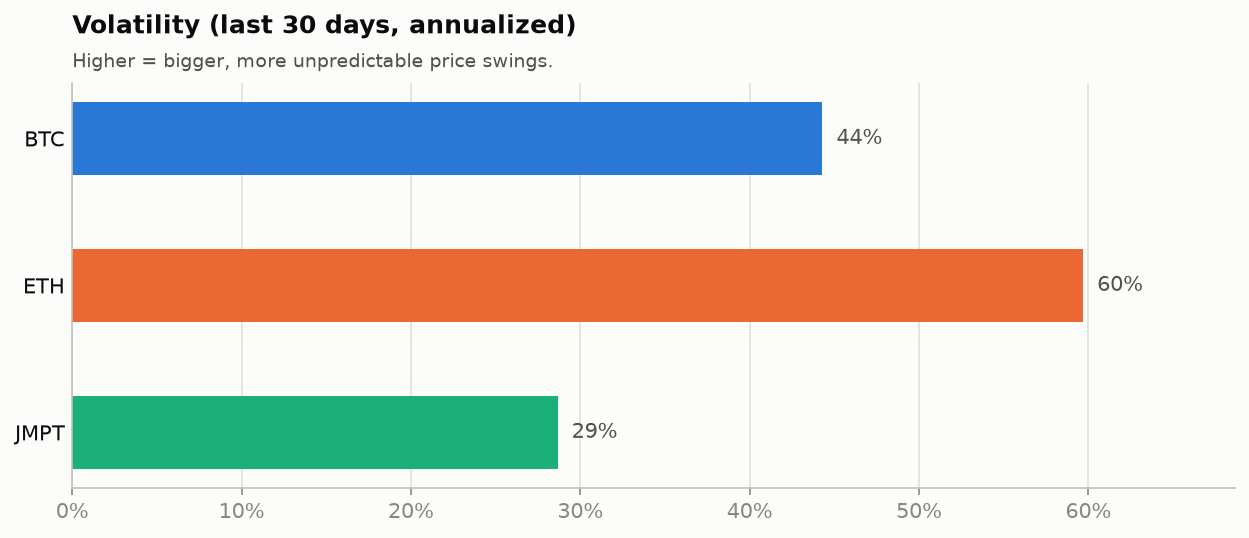 Volatility (last 30 days, annualized)
Higher = bigger, more unpredictable price swings.
BTC
44%
ETH
60%
JMPT
29%
0% 10% 20% 30% 40% 50% 60%